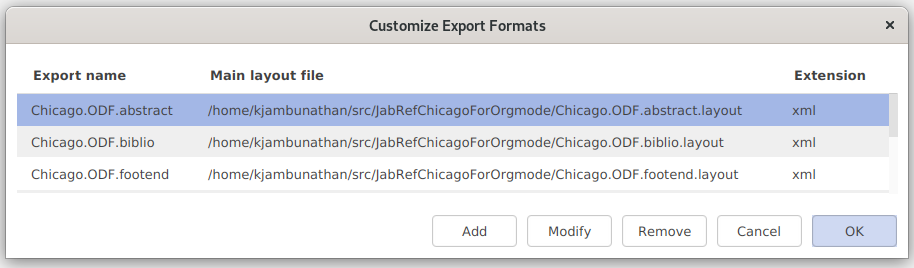 Customize Export Formats
Export name Main layout file Extension
Chicago.ODF.abstract /home/kjambunathan/src/JabRefChicagoForOrgmode/Chicago.ODF.abstract.layout xml
Chicago.ODF.biblio /home/kjambunathan/src/JabRefChicagoForOrgmode/Chicago.ODF.biblio.layout xml
Chicago.ODF.footend /home/kjambunathan/src/JabRefChicagoForOrgmode/Chicago.ODF.footend.layout xml
Add Modify Remove Cancel OK